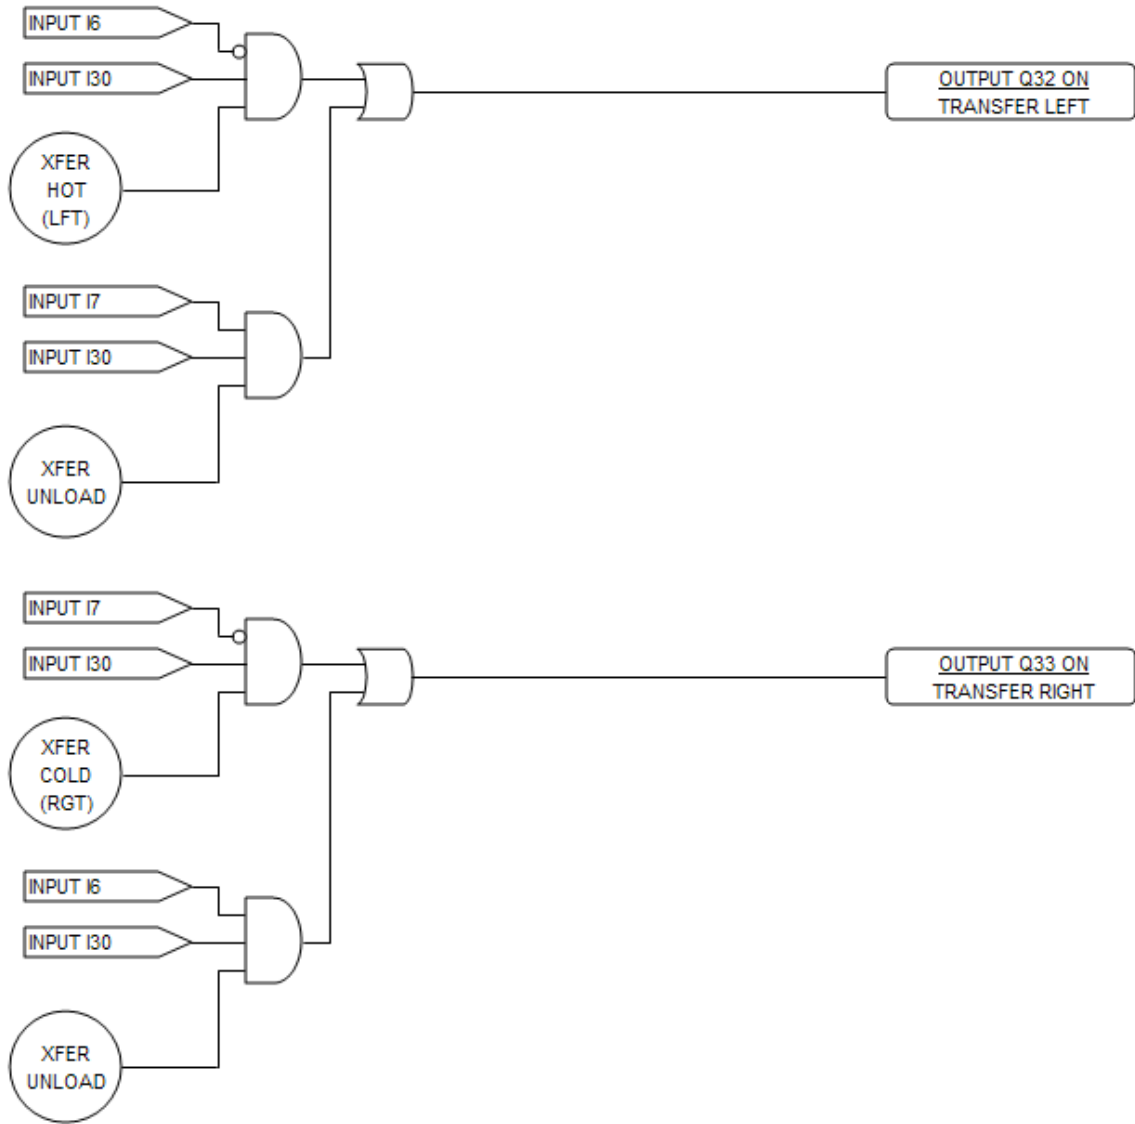 INPUT I6
INPUT I30
XFER
HOT
(LFT)
OUTPUT Q32 ON
TRANSFER LEFT
INPUT I7
INPUT I30
XFER
UNLOAD
INPUT I7
INPUT I30
XFER
COLD
(RGT)
OUTPUT Q33 ON
TRANSFER RIGHT
INPUT I6
INPUT I30
XFER
UNLOAD